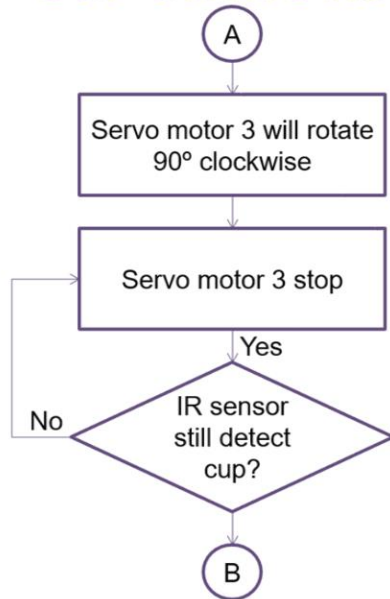 A
Servo motor 3 will rotate
90º clockwise
Servo motor 3 stop
Yes
No
IR sensor
still detect
cup?
B